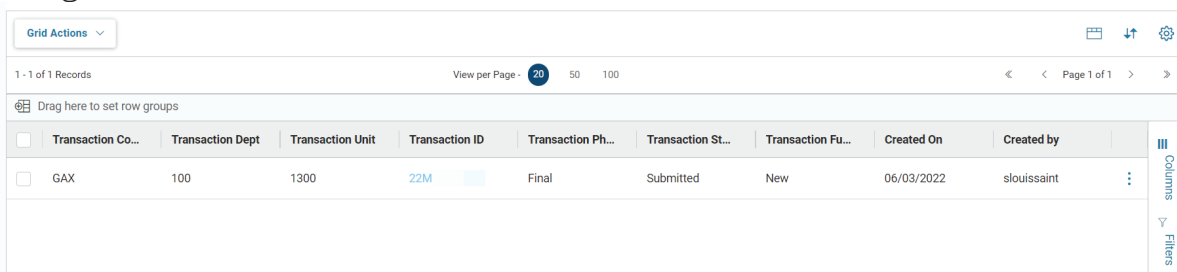 Grid Actions
1 - 1 of 1 Records View per Page - 20 50 100 Page 1 of 1
Drag here to set row groups
Transaction Co... Transaction Dept Transaction Unit Transaction ID Transaction Ph... Transaction St... Transaction Fu... Created On Created by
GAX 100 1300 22M Final Submitted New 06/03/2022 slouissaint
Columns
Filters